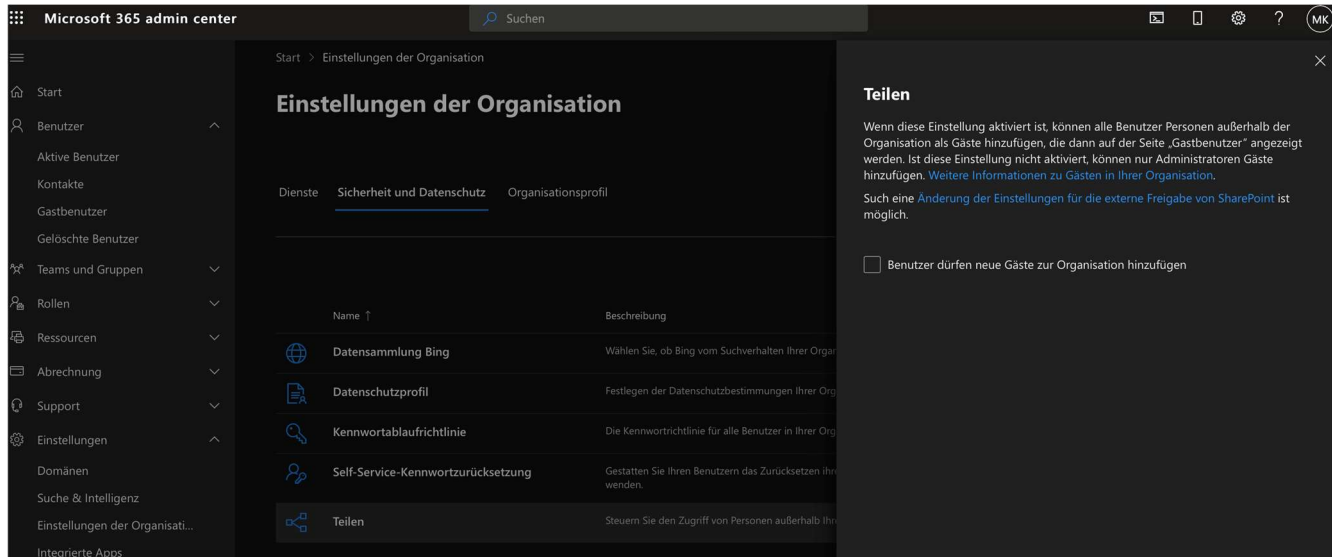 Microsoft 365 admin center
Suchen
MK
Start > Einstellungen der Organisation
Einstellungen der Organisation
Start
Benutzer
Aktive Benutzer
Kontakte
Gastbenutzer
Gelöschte Benutzer
Teams und Gruppen
Rollen
Ressourcen
Abrechnung
Support
Einstellungen
Domänen
Suche & Intelligenz
Einstellungen der Organisati...
Integrierte Apps
Dienste
Sicherheit und Datenschutz
Organisationsprofil
Name ↑
Beschreibung
Datensammlung Bing
Wählen Sie, ob Bing vom Suchverhalten Ihrer Organ
Datenschutzprofil
Festlegen der Datenschutzbestimmungen Ihrer Org
Kennwortablaufrichtlinie
Die Kennwortrichtlinie für alle Benutzer in Ihrer Org
Self-Service-Kennwortzurücksetzung
Gestatten Sie Ihren Benutzern das Zurücksetzen ihr
wenden.
Teilen
Steuern Sie den Zugriff von Personen außerhalb Ihr
Teilen
Wenn diese Einstellung aktiviert ist, können alle Benutzer Personen außerhalb der
Organisation als Gäste hinzufügen, die dann auf der Seite „Gastbenutzer" angezeigt
werden. Ist diese Einstellung nicht aktiviert, können nur Administratoren Gäste
hinzufügen. Weitere Informationen zu Gästen in Ihrer Organisation.
Such eine Änderung der Einstellungen für die externe Freigabe von SharePoint ist
möglich.
Benutzer dürfen neue Gäste zur Organisation hinzufügen